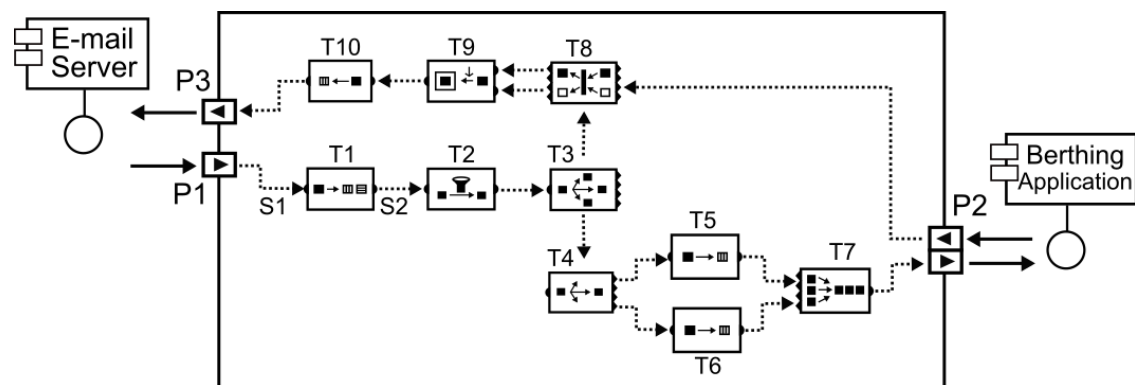 E-mail
Server
T10
T9
T8
P3
P1
S1
T1
S2
T2
T3
Berthing
Application
P2
T4
T5
T7
T6